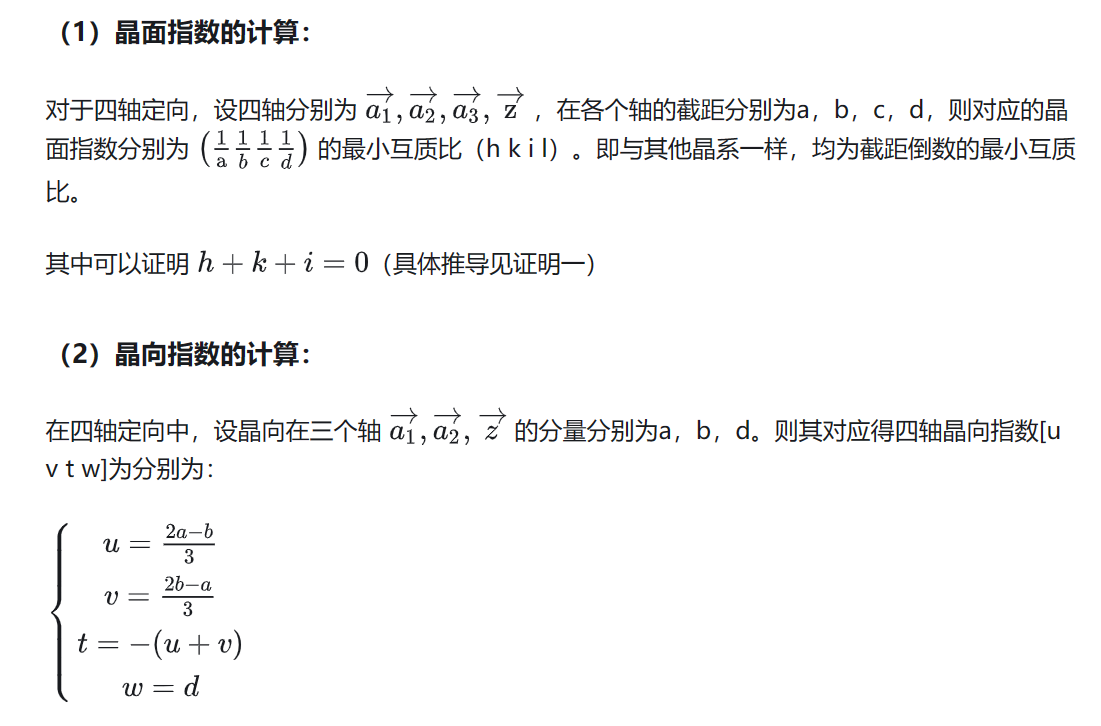 （1）晶面指数的计算：
对于四轴定向，设四轴分别为 $\overrightarrow{a_1}, \overrightarrow{a_2}, \overrightarrow{a_3}, \overrightarrow{z}$ ，在各个轴的截距分别为a，b，c，d，则对应的晶
面指数分别为 $\left(\frac{1}{a} \frac{1}{b} \frac{1}{c} \frac{1}{d}\right)$ 的最小互质比（h k i l）。即与其他晶系一样，均为截距倒数的最小互质
比。
其中可以证明 $h + k + i = 0$（具体推导见证明一）
（2）晶向指数的计算：
在四轴定向中，设晶向在三个轴 $\overrightarrow{a_1}, \overrightarrow{a_2}, \overrightarrow{z}$ 的分量分别为a，b，d。则其对应得四轴晶向指数[u
v t w]为分别为：
$u = \frac{2a-b}{3}$
$v = \frac{2b-a}{3}$
$t = -(u + v)$
$w = d$